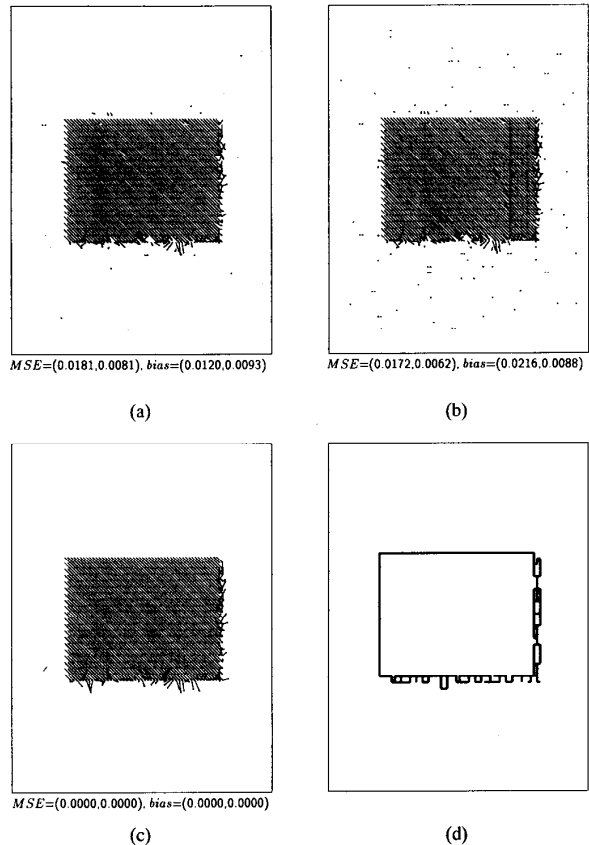 MSE=(0.0181,0.0081), bias=(0.0120,0.0093)
MSE=(0.0172,0.0062), bias=(0.0216,0.0088)
(a)
(b)
MSE=(0.0000,0.0000), bias=(0.0000,0.0000)
(c)
(d)